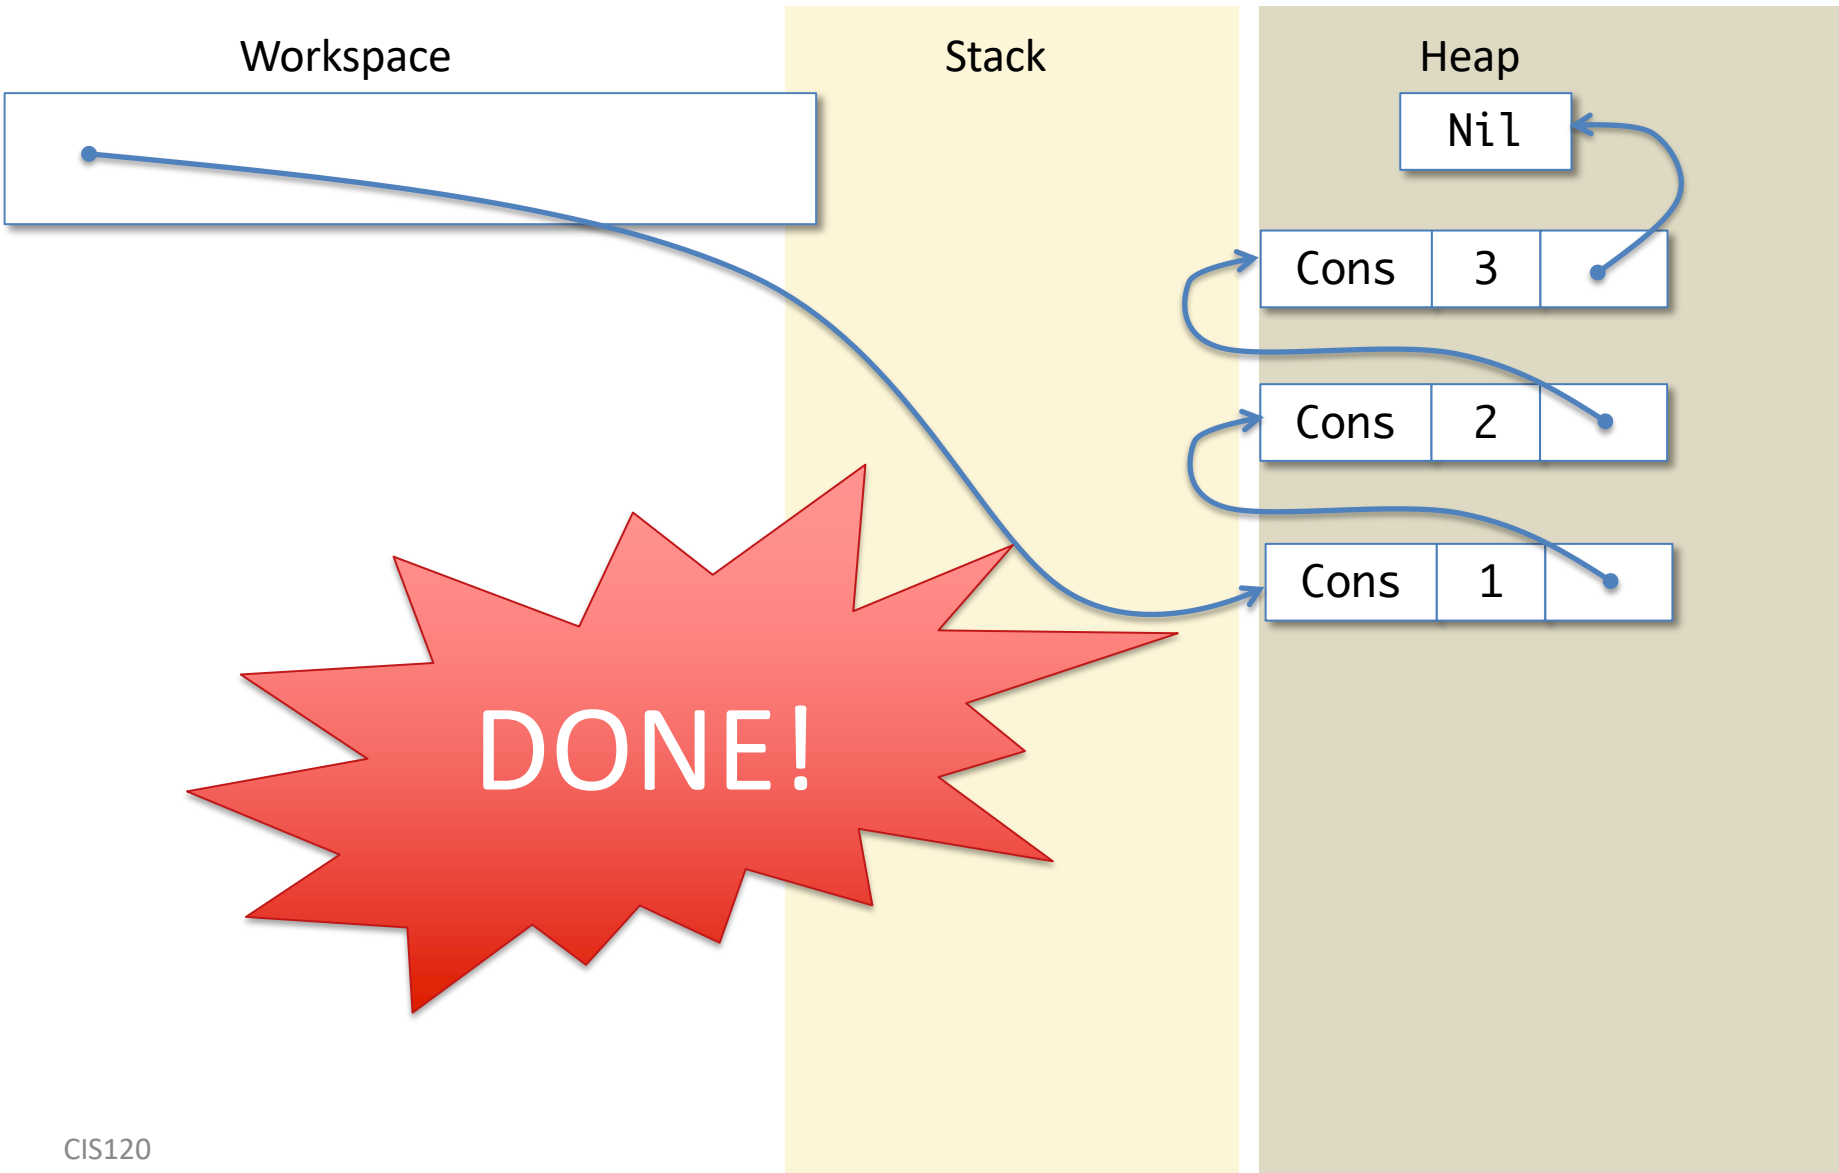 Workspace
Stack
Heap
Nil
Cons 3
Cons 2
Cons 1
DONE!
CIS120